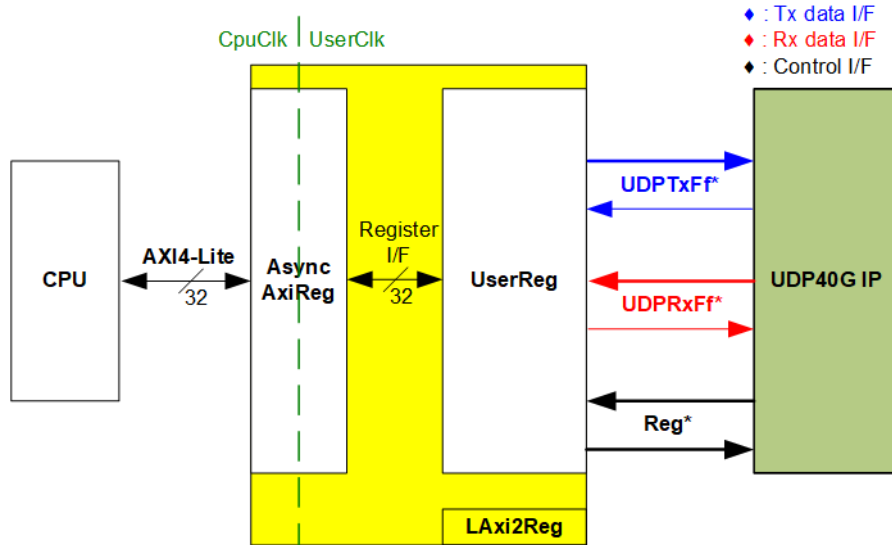 ♦ : Tx data I/F
♦ : Rx data I/F
♦ : Control I/F
CpuClk
UserClk
CPU
AXI4-Lite
32
Async
AxiReg
Register
I/F
32
UserReg
UDPTxFf*
UDPRxFf*
Reg*
UDP40G IP
LAxi2Reg